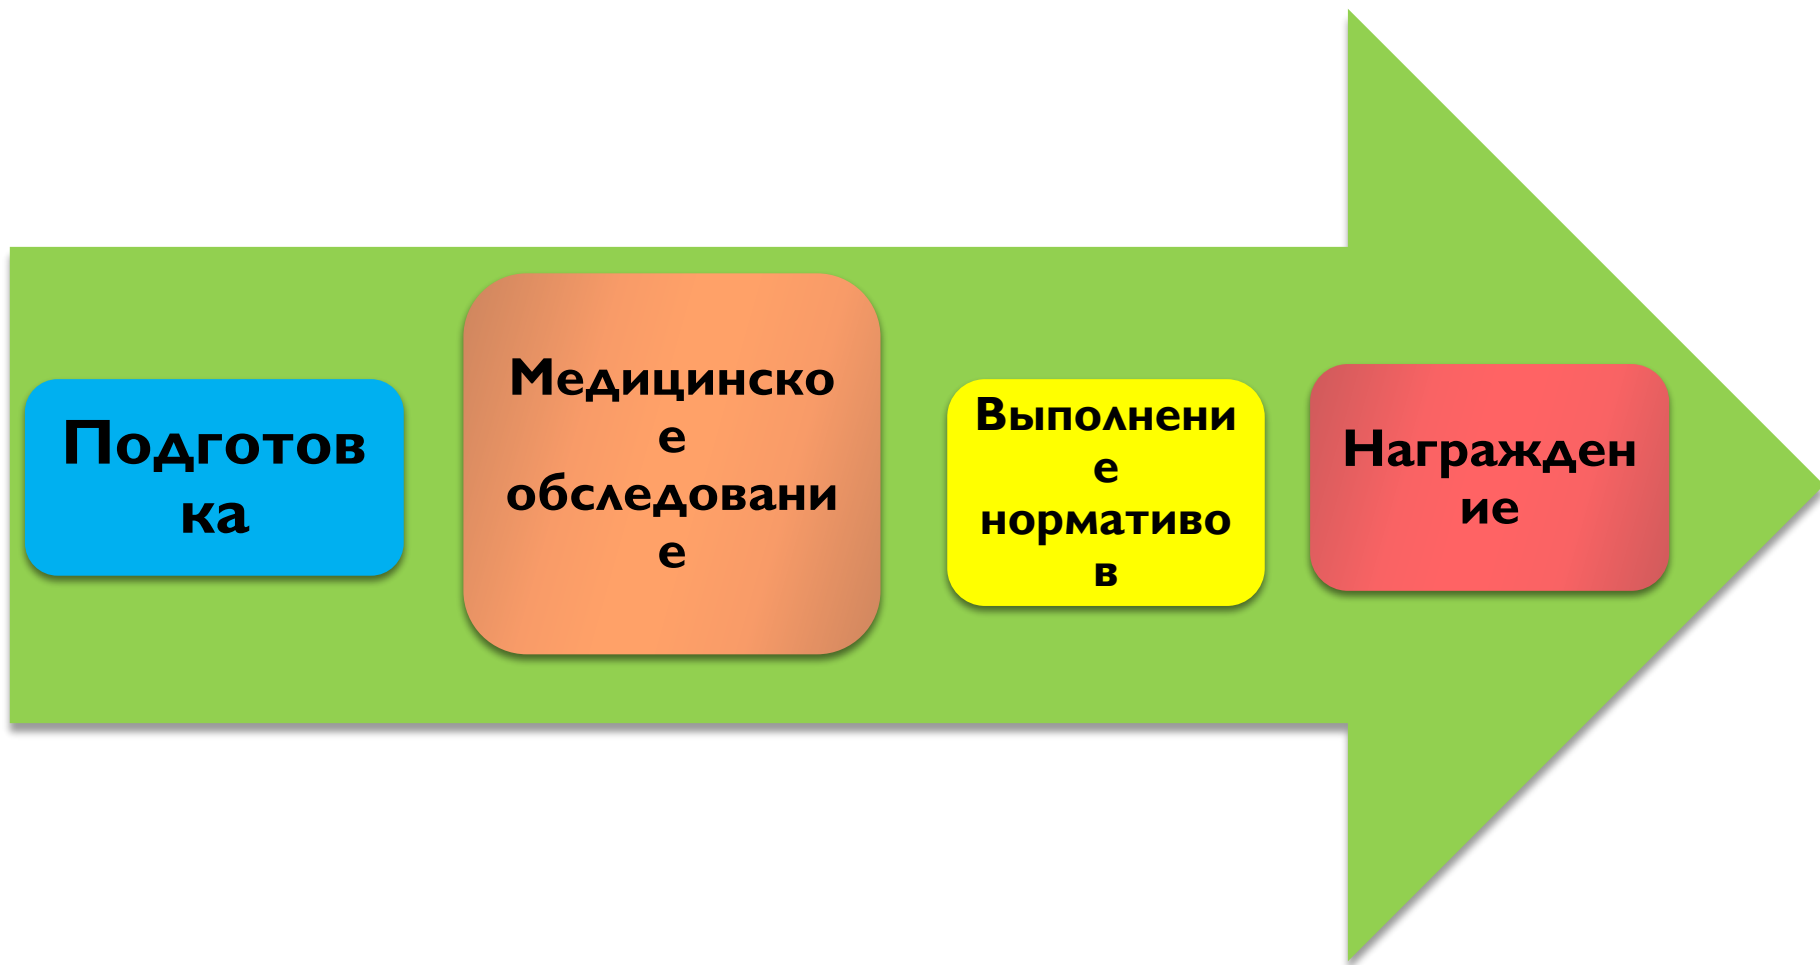 Подготов
ка
Медицинско
е
обследовани
е
Выполнени
е
нормативо
в
Награжден
ие